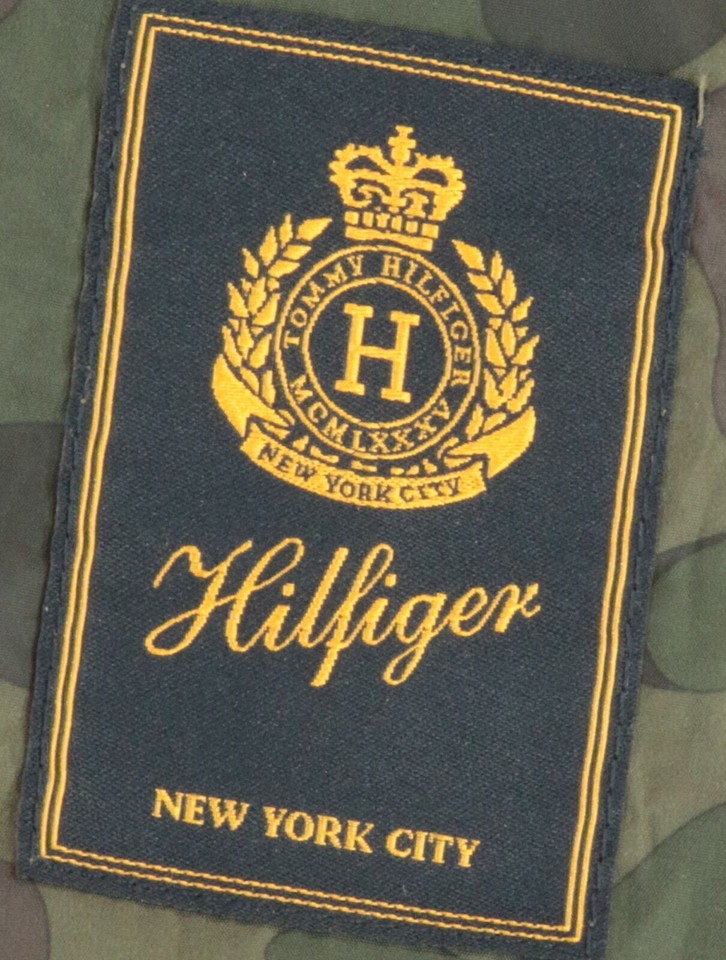 TOMMY HILFIGER
H
MCMLXXXV
NEW YORK CITY
Hilfiger
NEW YORK CITY